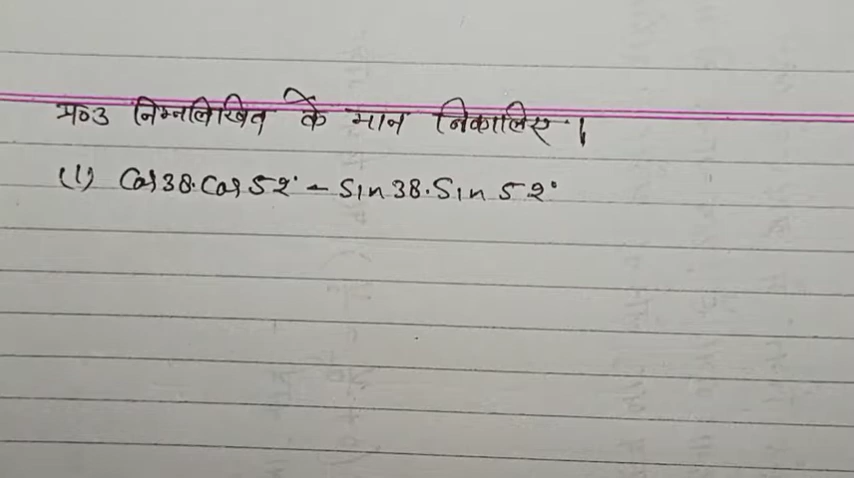 प्र०3 निम्नलिखित के मान निकालिए।
(1) Cos38.Cos52° - Sin38.Sin52°